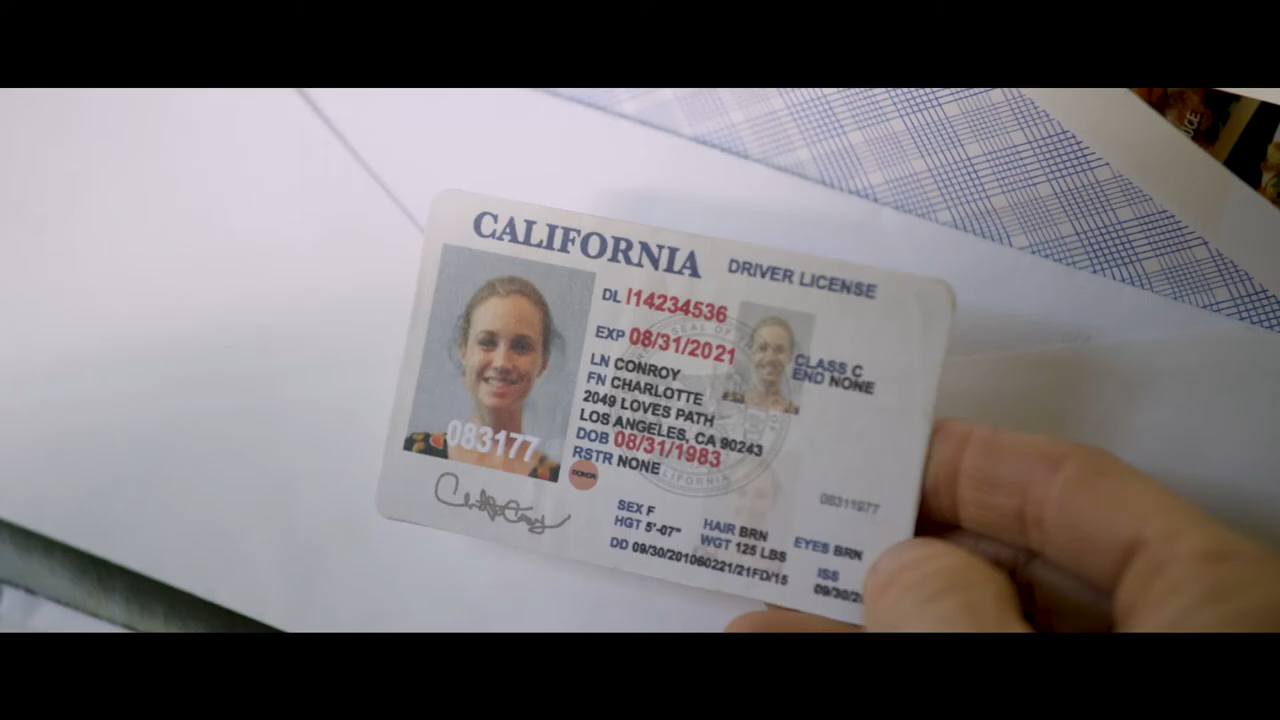 CALIFORNIA DRIVER LICENSE
DL I14234536
EXP 08/31/2021
LN CONROY
FN CHARLOTTE
2049 LOVES PATH
LOS ANGELES, CA 90243
DOB 08/31/1983
RSTR NONE
CLASS C
END NONE
083177
DONOR
CALIFORNIA
08311977
SEX F
HGT 5'-07"
HAIR BRN
WGT 125 LBS
EYES BRN
DD 09/30/201060221/21FD/15
ISS